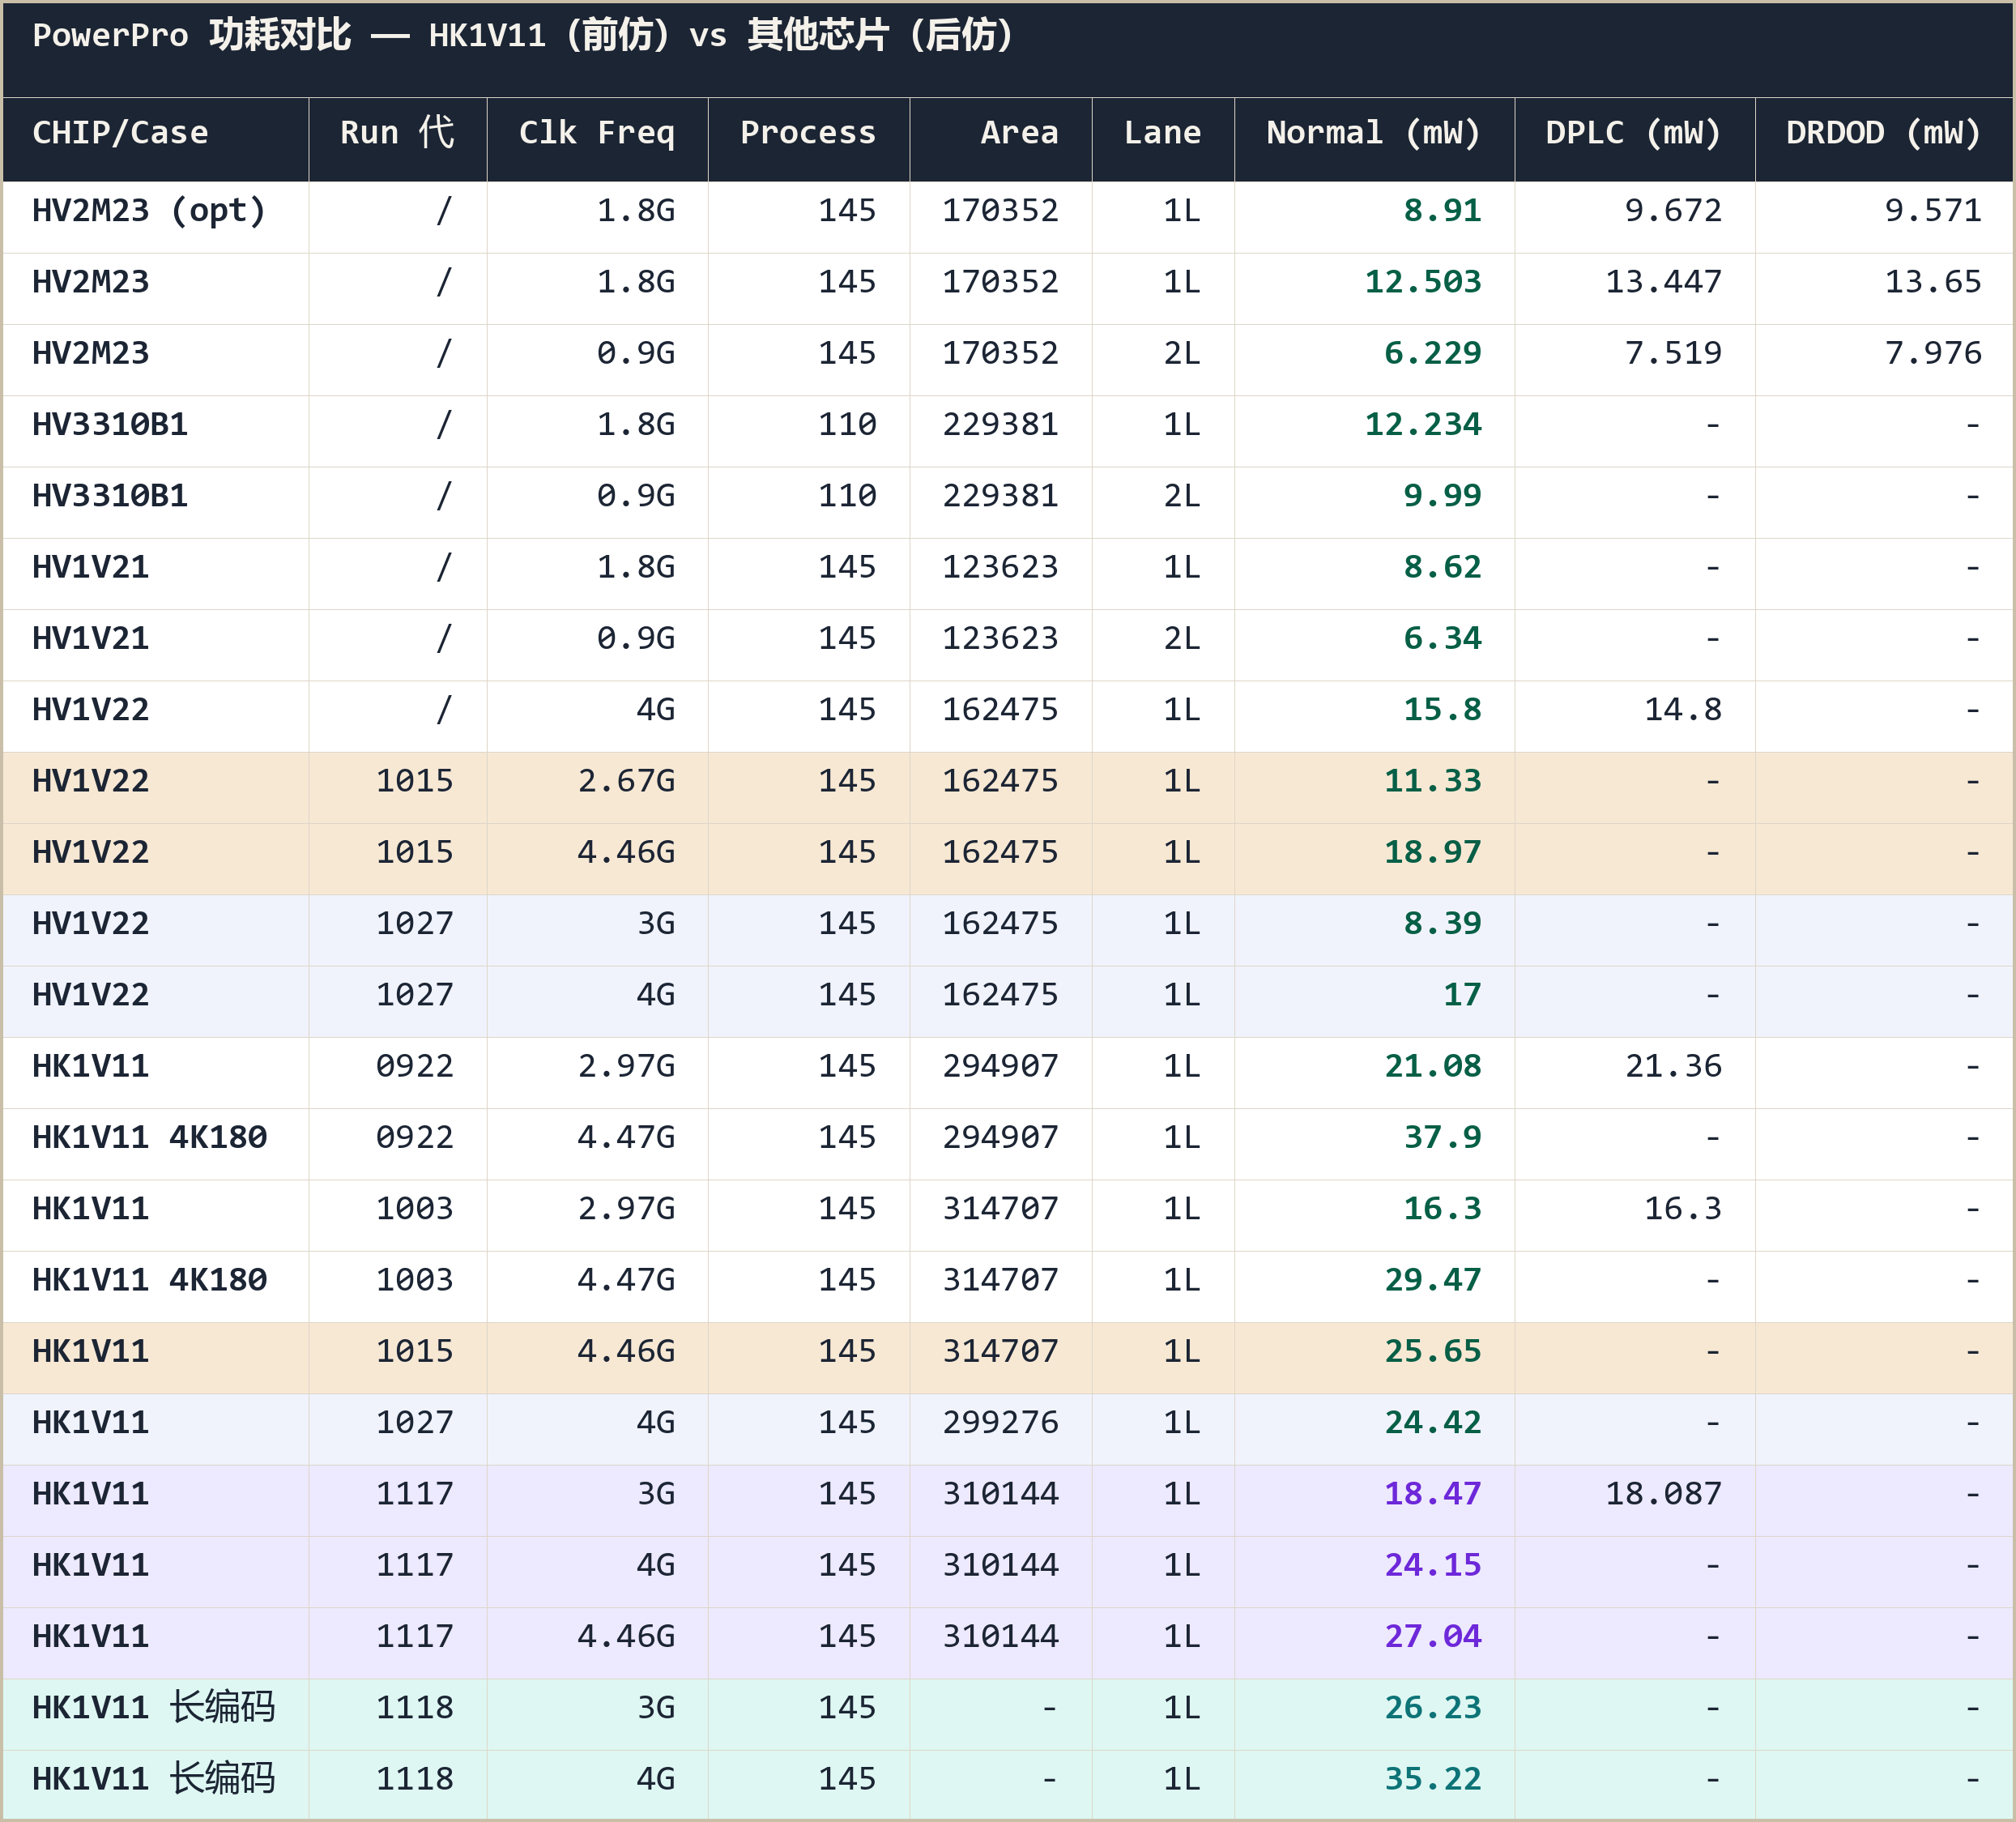 PowerPro 功耗对比 —— HK1V11 (前仿) vs 其他芯片 (后仿)
CHIP/Case Run 代 Clk Freq Process Area Lane Normal (mW) DPLC (mW) DRDOD (mW)
HV2M23 (opt) / 1.8G 145 170352 1L 8.91 9.672 9.571
HV2M23 / 1.8G 145 170352 1L 12.503 13.447 13.65
HV2M23 / 0.9G 145 170352 2L 6.229 7.519 7.976
HV3310B1 / 1.8G 110 229381 1L 12.234 - -
HV3310B1 / 0.9G 110 229381 2L 9.99 - -
HV1V21 / 1.8G 145 123623 1L 8.62 - -
HV1V21 / 0.9G 145 123623 2L 6.34 - -
HV1V22 / 4G 145 162475 1L 15.8 14.8 -
HV1V22 1015 2.67G 145 162475 1L 11.33 - -
HV1V22 1015 4.46G 145 162475 1L 18.97 - -
HV1V22 1027 3G 145 162475 1L 8.39 - -
HV1V22 1027 4G 145 162475 1L 17 - -
HK1V11 0922 2.97G 145 294907 1L 21.08 21.36 -
HK1V11 4K180 0922 4.47G 145 294907 1L 37.9 - -
HK1V11 1003 2.97G 145 314707 1L 16.3 16.3 -
HK1V11 4K180 1003 4.47G 145 314707 1L 29.47 - -
HK1V11 1015 4.46G 145 314707 1L 25.65 - -
HK1V11 1027 4G 145 299276 1L 24.42 - -
HK1V11 1117 3G 145 310144 1L 18.47 18.087 -
HK1V11 1117 4G 145 310144 1L 24.15 - -
HK1V11 1117 4.46G 145 310144 1L 27.04 - -
HK1V11 长编码 1118 3G 145 - 1L 26.23 - -
HK1V11 长编码 1118 4G 145 - 1L 35.22 - -